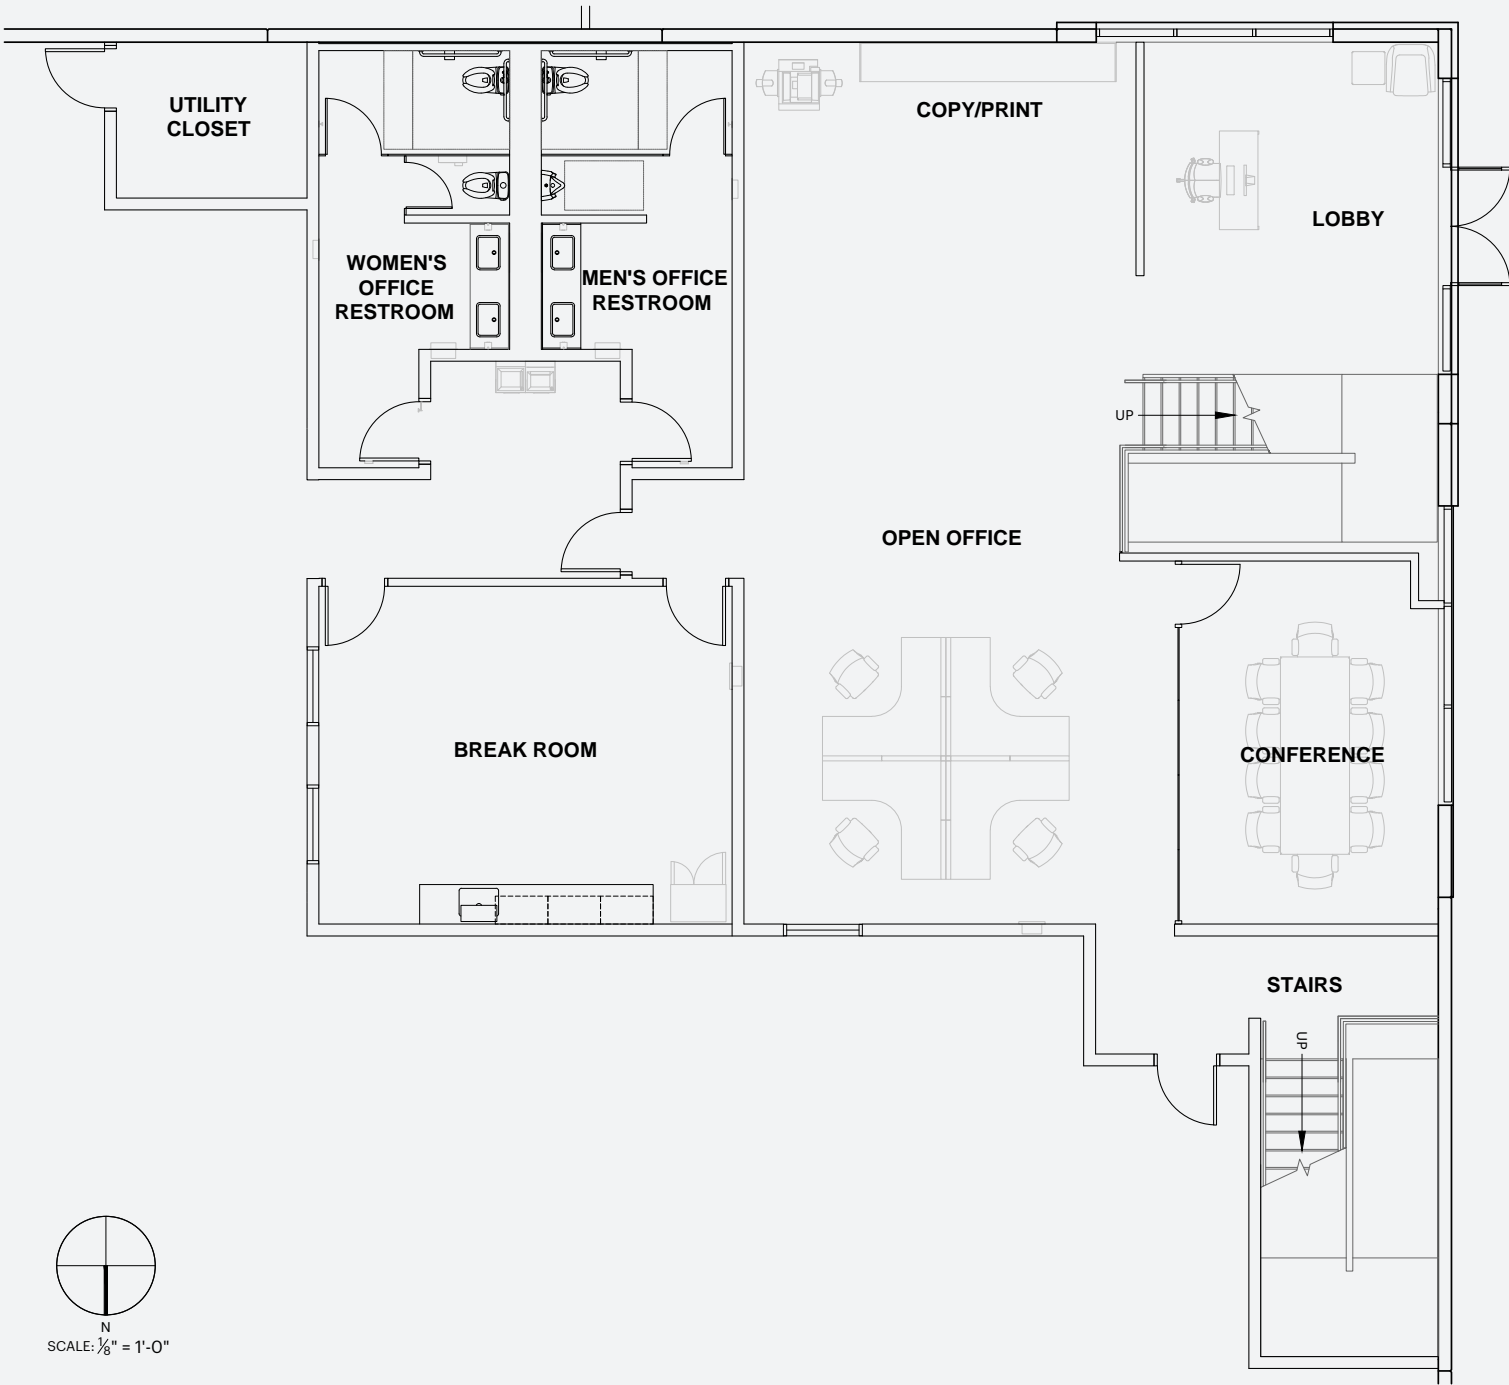 UTILITY
CLOSET
COPY/PRINT
LOBBY
WOMEN'S
OFFICE
RESTROOM
MEN'S OFFICE
RESTROOM
UP
OPEN OFFICE
BREAK ROOM
CONFERENCE
STAIRS
UP
N
SCALE: ⅛" = 1'-0"